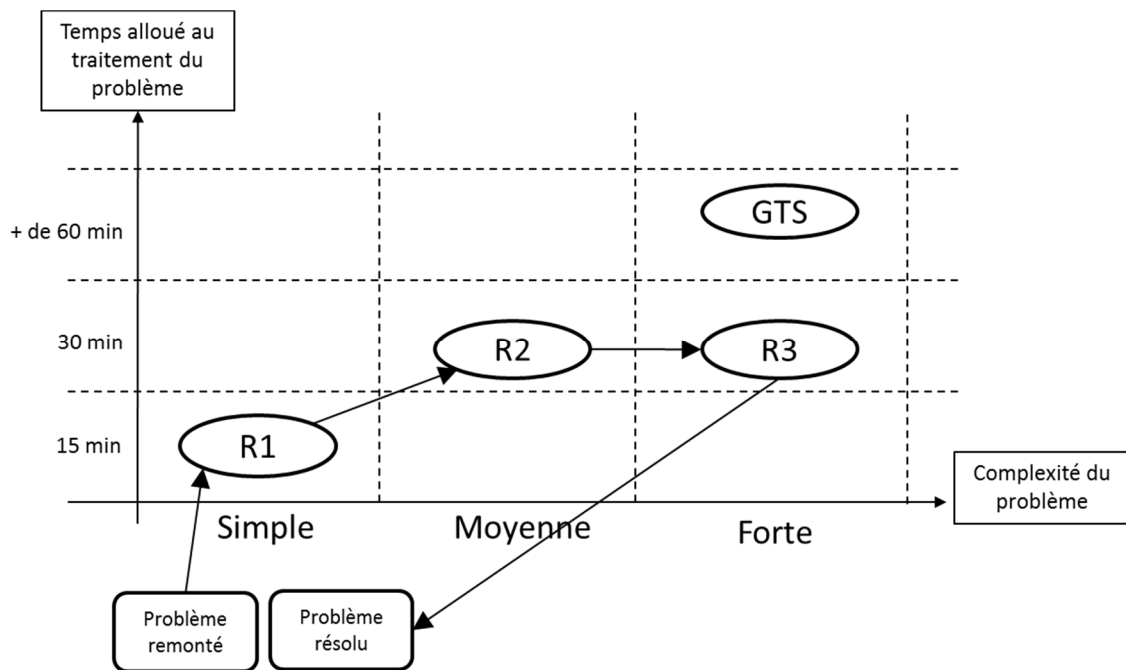 Temps alloué au
traitement du
problème
GTS
+ de 60 min
R2
R3
30 min
R1
15 min
Complexité du
problème
Simple
Moyenne
Forte
Problème
remonté
Problème
résolu